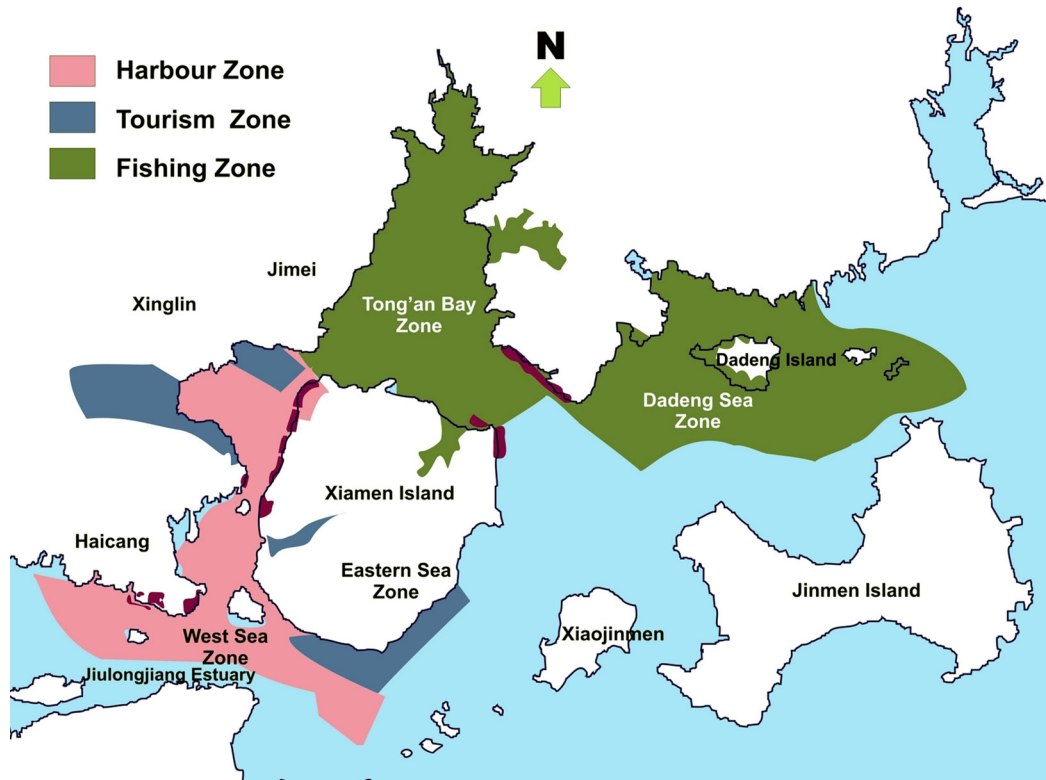 N
Harbour Zone
Tourism Zone
Fishing Zone
Jimei
Xinglin
Tong'an Bay
Zone
Dadeng Island
Dadeng Sea
Zone
Xiamen Island
Haicang
Eastern Sea
Zone
Jinmen Island
Xiaojinmen
West Sea
Zone
Jiulongjiang Estuary